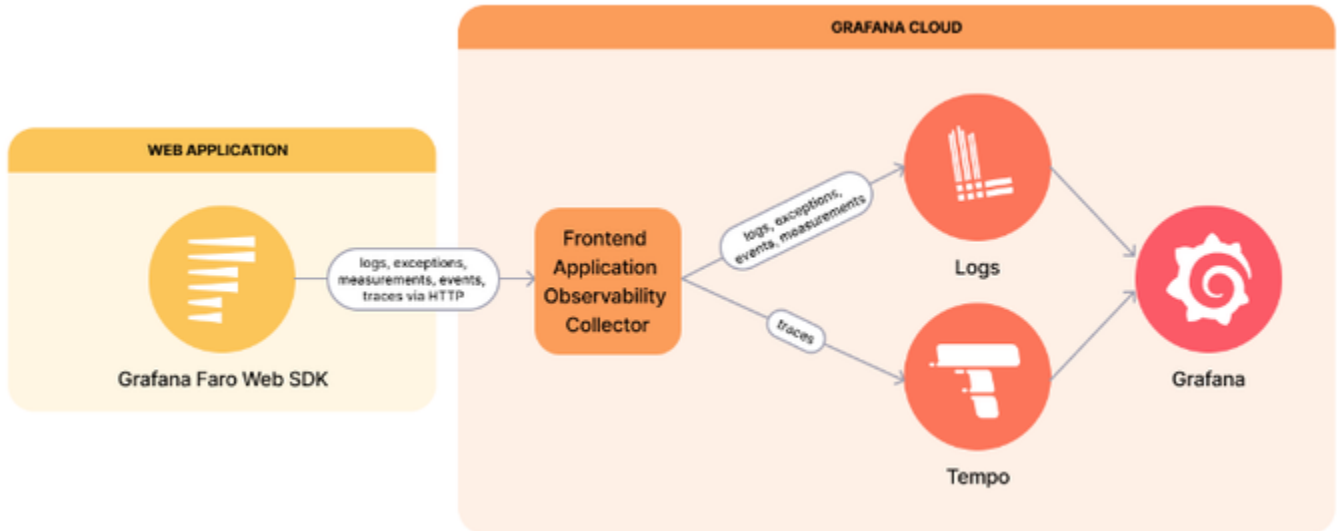 GRAFANA CLOUD
WEB APPLICATION
Grafana Faro Web SDK
logs, exceptions,
measurements, events,
traces via HTTP
Frontend
Application
Observability
Collector
logs, exceptions,
events, measurements
traces
Logs
Tempo
Grafana